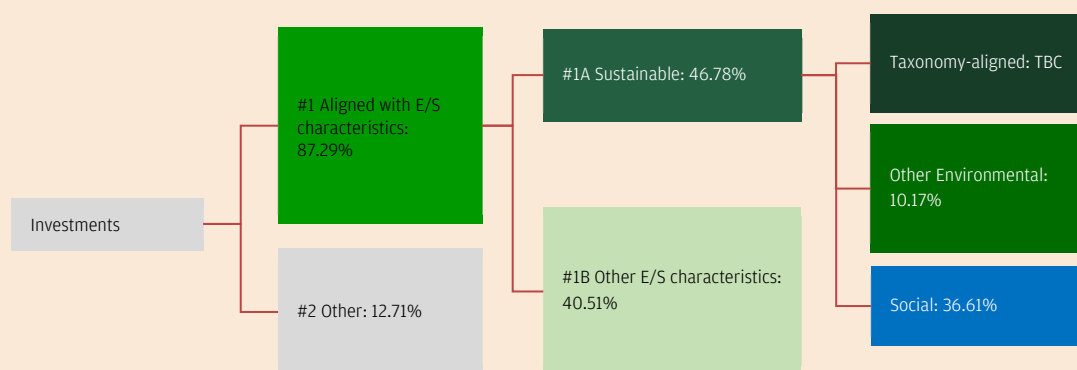 Investments
#1 Aligned with E/S
characteristics:
87.29%
#2 Other: 12.71%
#1A Sustainable: 46.78%
#1B Other E/S characteristics:
40.51%
Taxonomy-aligned: TBC
Other Environmental:
10.17%
Social: 36.61%